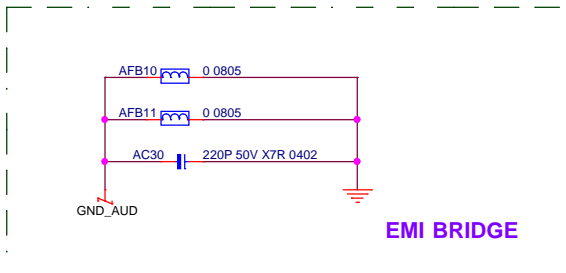 AFB10 0 0805
AFB11 0 0805
AC30 220P 50V X7R 0402
GND_AUD
EMI BRIDGE